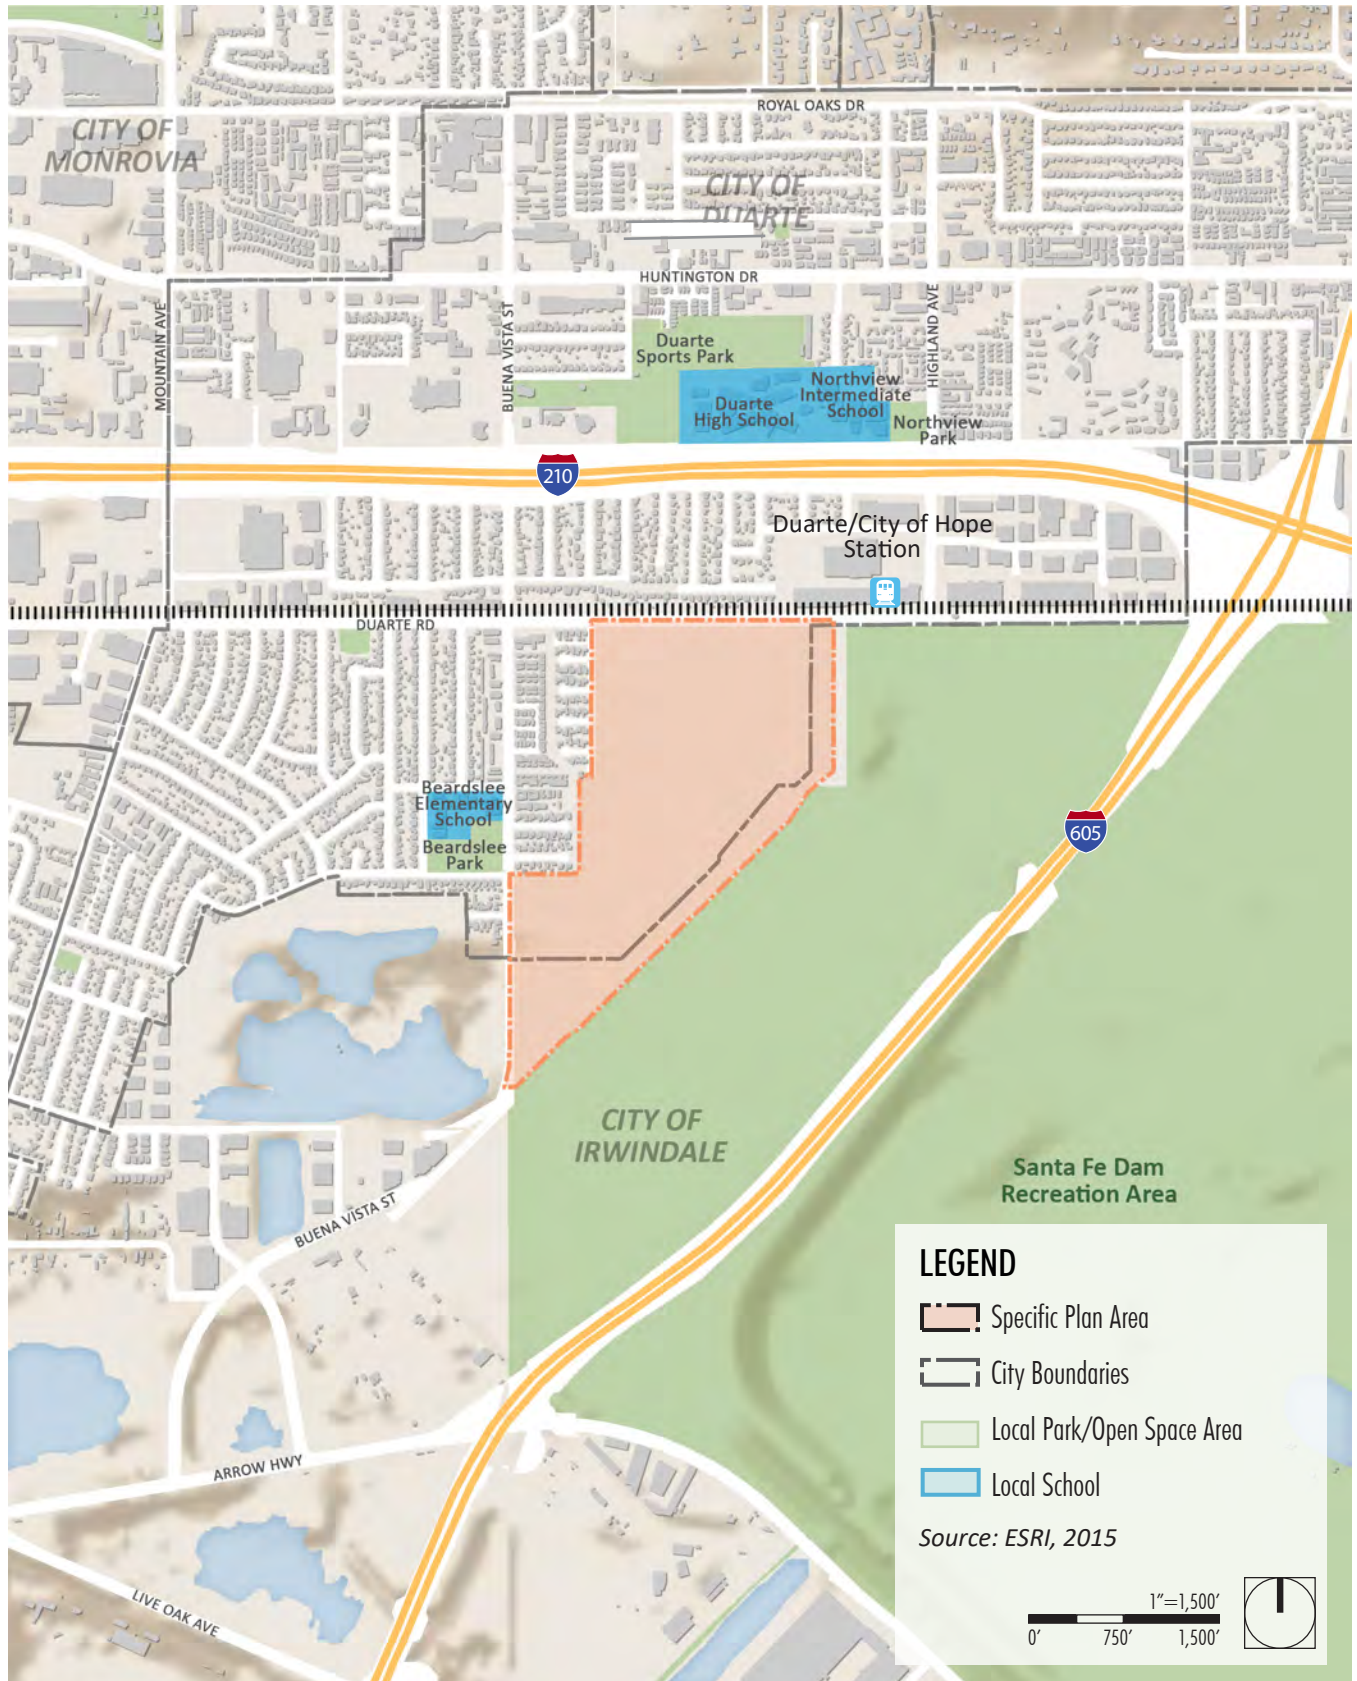 ROYAL OAKS DR
CITY OF
MONROVIA
CITY OF
DUARTE
HUNTINGTON DR
MOUNTAIN AVE
BUENA VISTA ST
HIGHLAND AVE
Duarte
Sports Park
Northview
Intermediate
School
Duarte
High School
Northview
Park
210
Duarte/City of Hope
Station
DUARTE RD
Beardslee
Elementary
School
Beardslee
Park
605
CITY OF
IRWINDALE
Santa Fe Dam
Recreation Area
BUENA VISTA ST
ARROW HWY
LIVE OAK AVE
LEGEND
Specific Plan Area
City Boundaries
Local Park/Open Space Area
Local School
Source: ESRI, 2015
1”=1,500’
0’ 750’ 1,500’